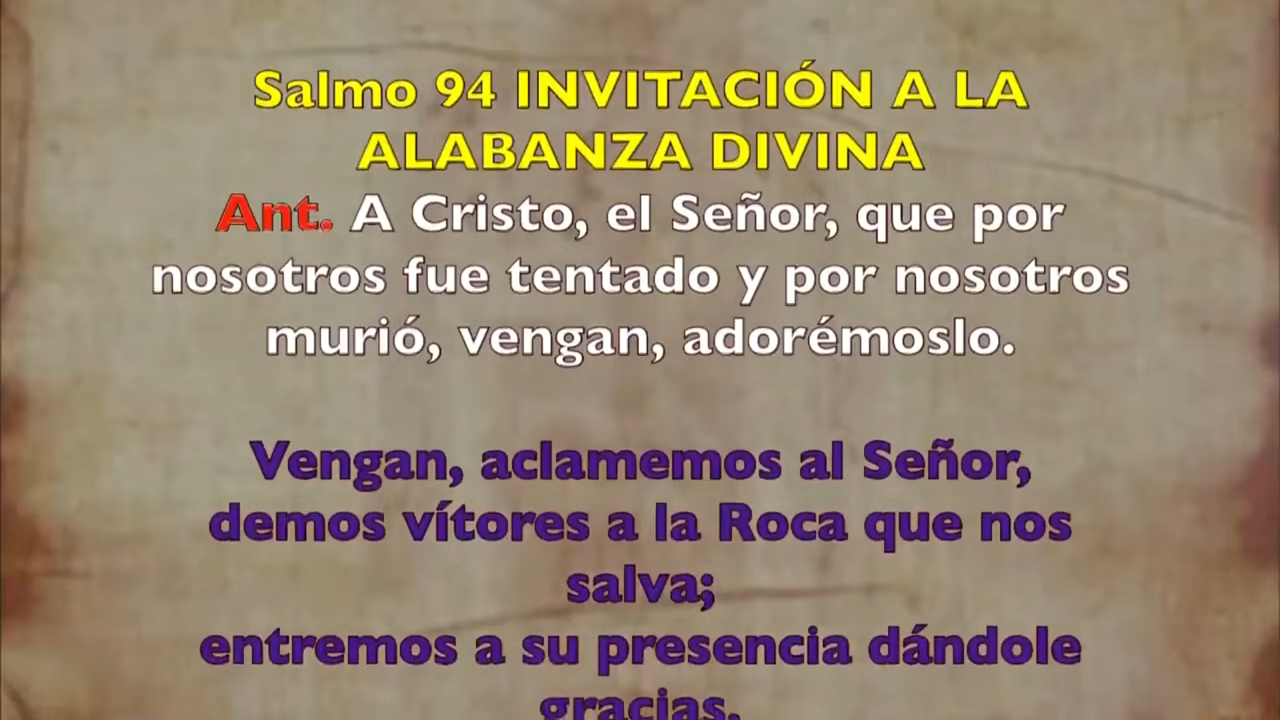 Salmo 94 INVITACIÓN A LA
ALABANZA DIVINA
Ant. A Cristo, el Señor, que por
nosotros fue tentado y por nosotros
murió, vengan, adorémoslo.
Vengan, aclamemos al Señor,
demos vítores a la Roca que nos
salva;
entremos a su presencia dándole
gracias,